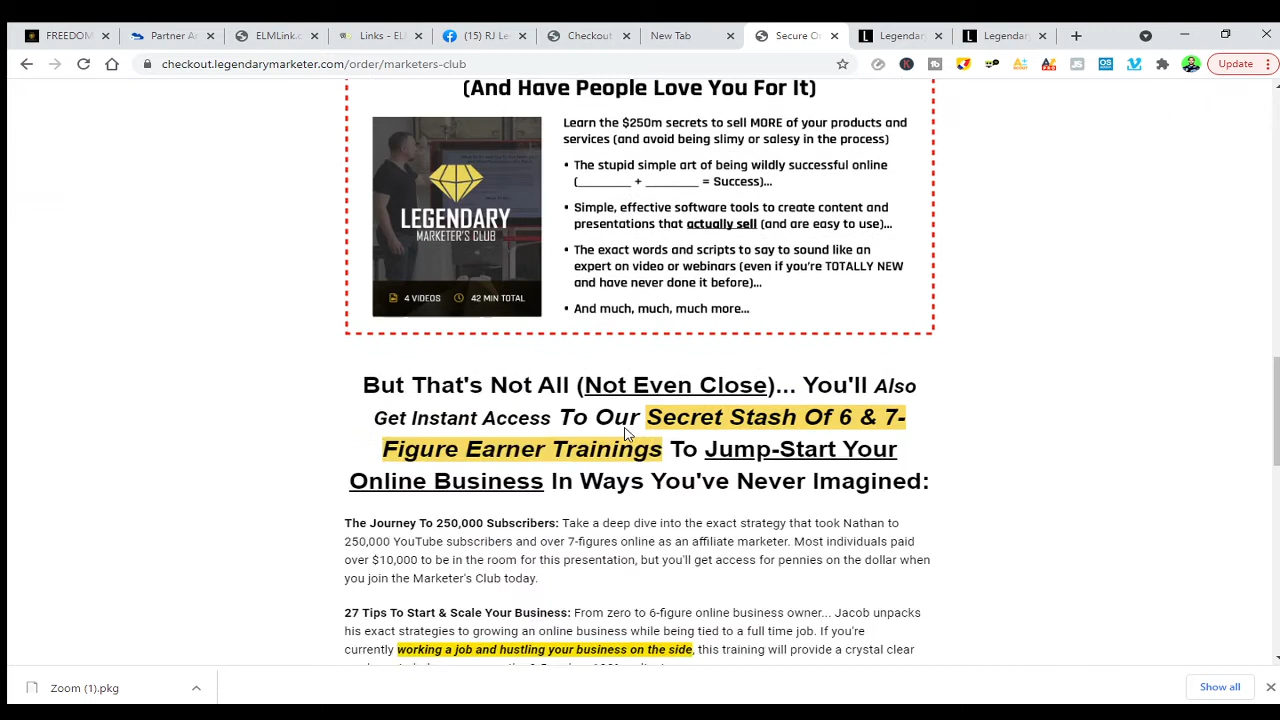 FREEDOM
Partner A
ELMLink.c
Links – EL
(15) RJ Le
Checkout
New Tab
Secure O
Legendary
Legendary
checkout.legendarymarketer.com/order/marketers-club
Update
(And Have People Love You For It)
Learn the $250m secrets to sell MORE of your products and
services (and avoid being slimy or salesy in the process)
• The stupid simple art of being wildly successful online
(________ + ________ = Success)...
• Simple, effective software tools to create content and
presentations that actually sell (and are easy to use)...
• The exact words and scripts to say to sound like an
expert on video or webinars (even if you're TOTALLY NEW
and have never done it before)...
• And much, much, much more...
LEGENDARY
MARKETER'S CLUB
4 VIDEOS
42 MIN TOTAL
But That's Not All (Not Even Close)... You'll Also
Get Instant Access To Our Secret Stash Of 6 & 7-
Figure Earner Trainings To Jump-Start Your
Online Business In Ways You've Never Imagined:
The Journey To 250,000 Subscribers: Take a deep dive into the exact strategy that took Nathan to
250,000 YouTube subscribers and over 7-figures online as an affiliate marketer. Most individuals paid
over $10,000 to be in the room for this presentation, but you'll get access for pennies on the dollar when
you join the Marketer's Club today.
27 Tips To Start & Scale Your Business: From zero to 6-figure online business owner... Jacob unpacks
his exact strategies to growing an online business while being tied to a full time job. If you're
currently working a job and hustling your business on the side, this training will provide a crystal clear
Zoom (1).pkg
Show all